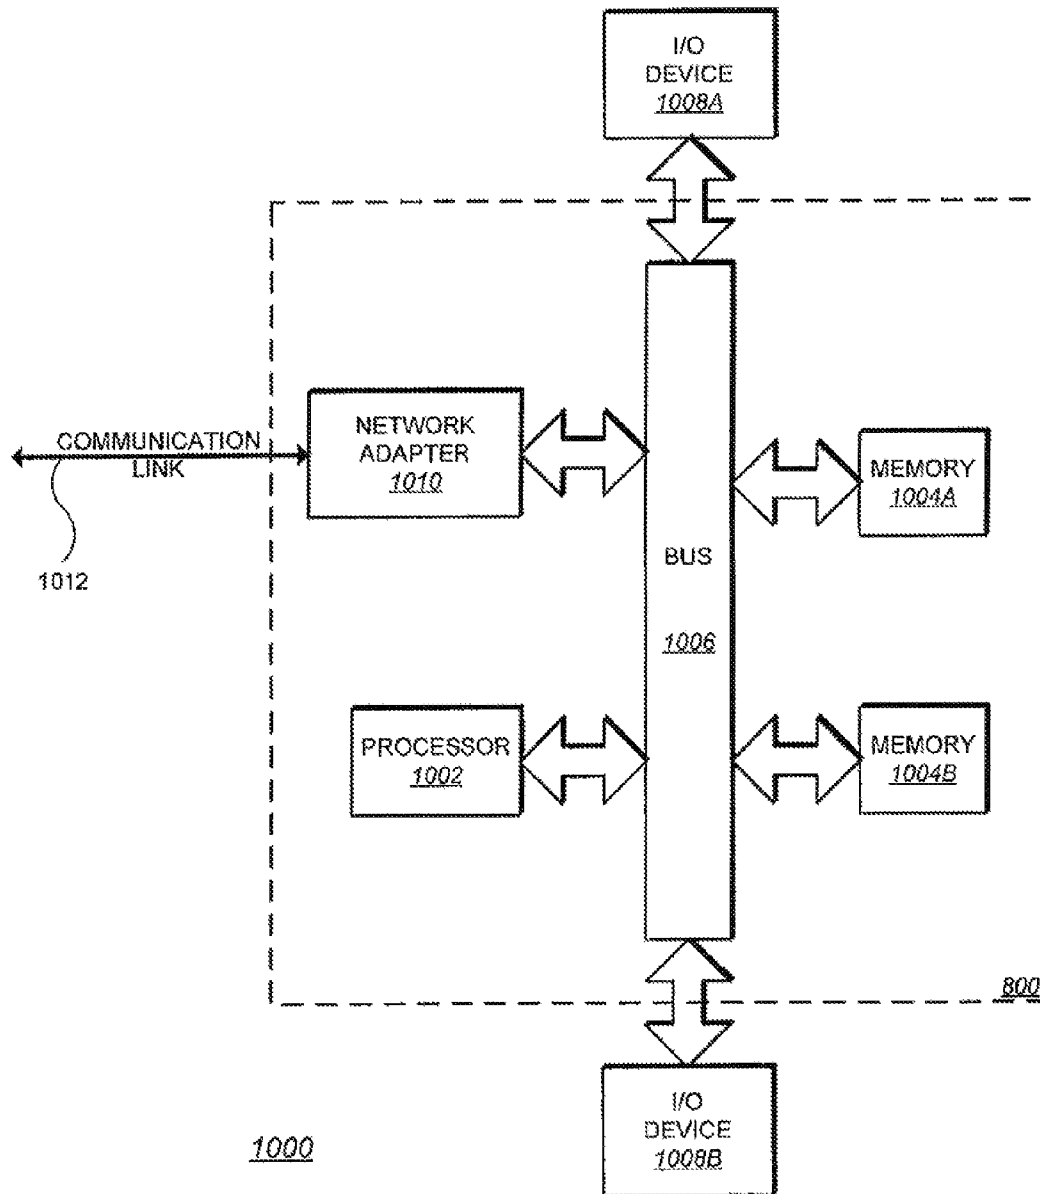 I/O
DEVICE
1008A
COMMUNICATION
LINK
1012
NETWORK
ADAPTER
1010
MEMORY
1004A
BUS
1006
PROCESSOR
1002
MEMORY
1004B
800
I/O
DEVICE
1008B
1000